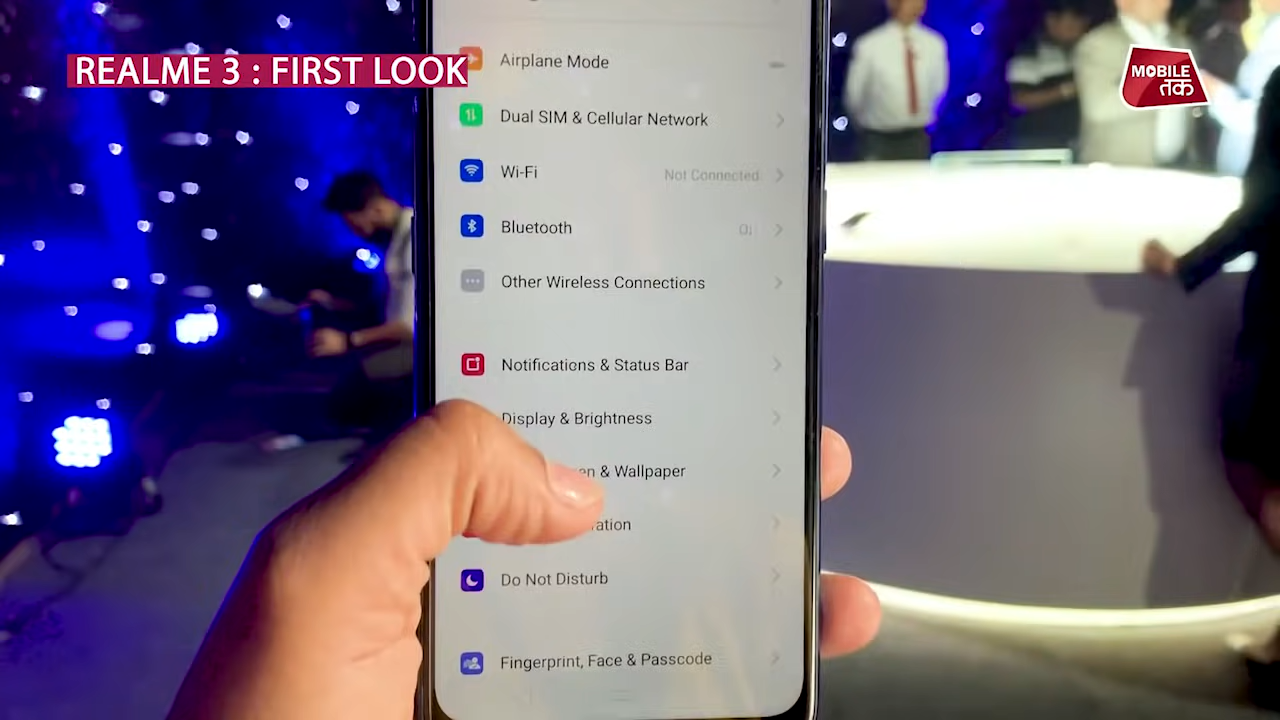 REALME 3 : FIRST LOOK
MOBILE
तक
Airplane Mode
Dual SIM & Cellular Network
Wi-Fi Not Connected
Bluetooth
Other Wireless Connections
Notifications & Status Bar
Display & Brightness
& Wallpaper
Do Not Disturb
Fingerprint, Face & Passcode